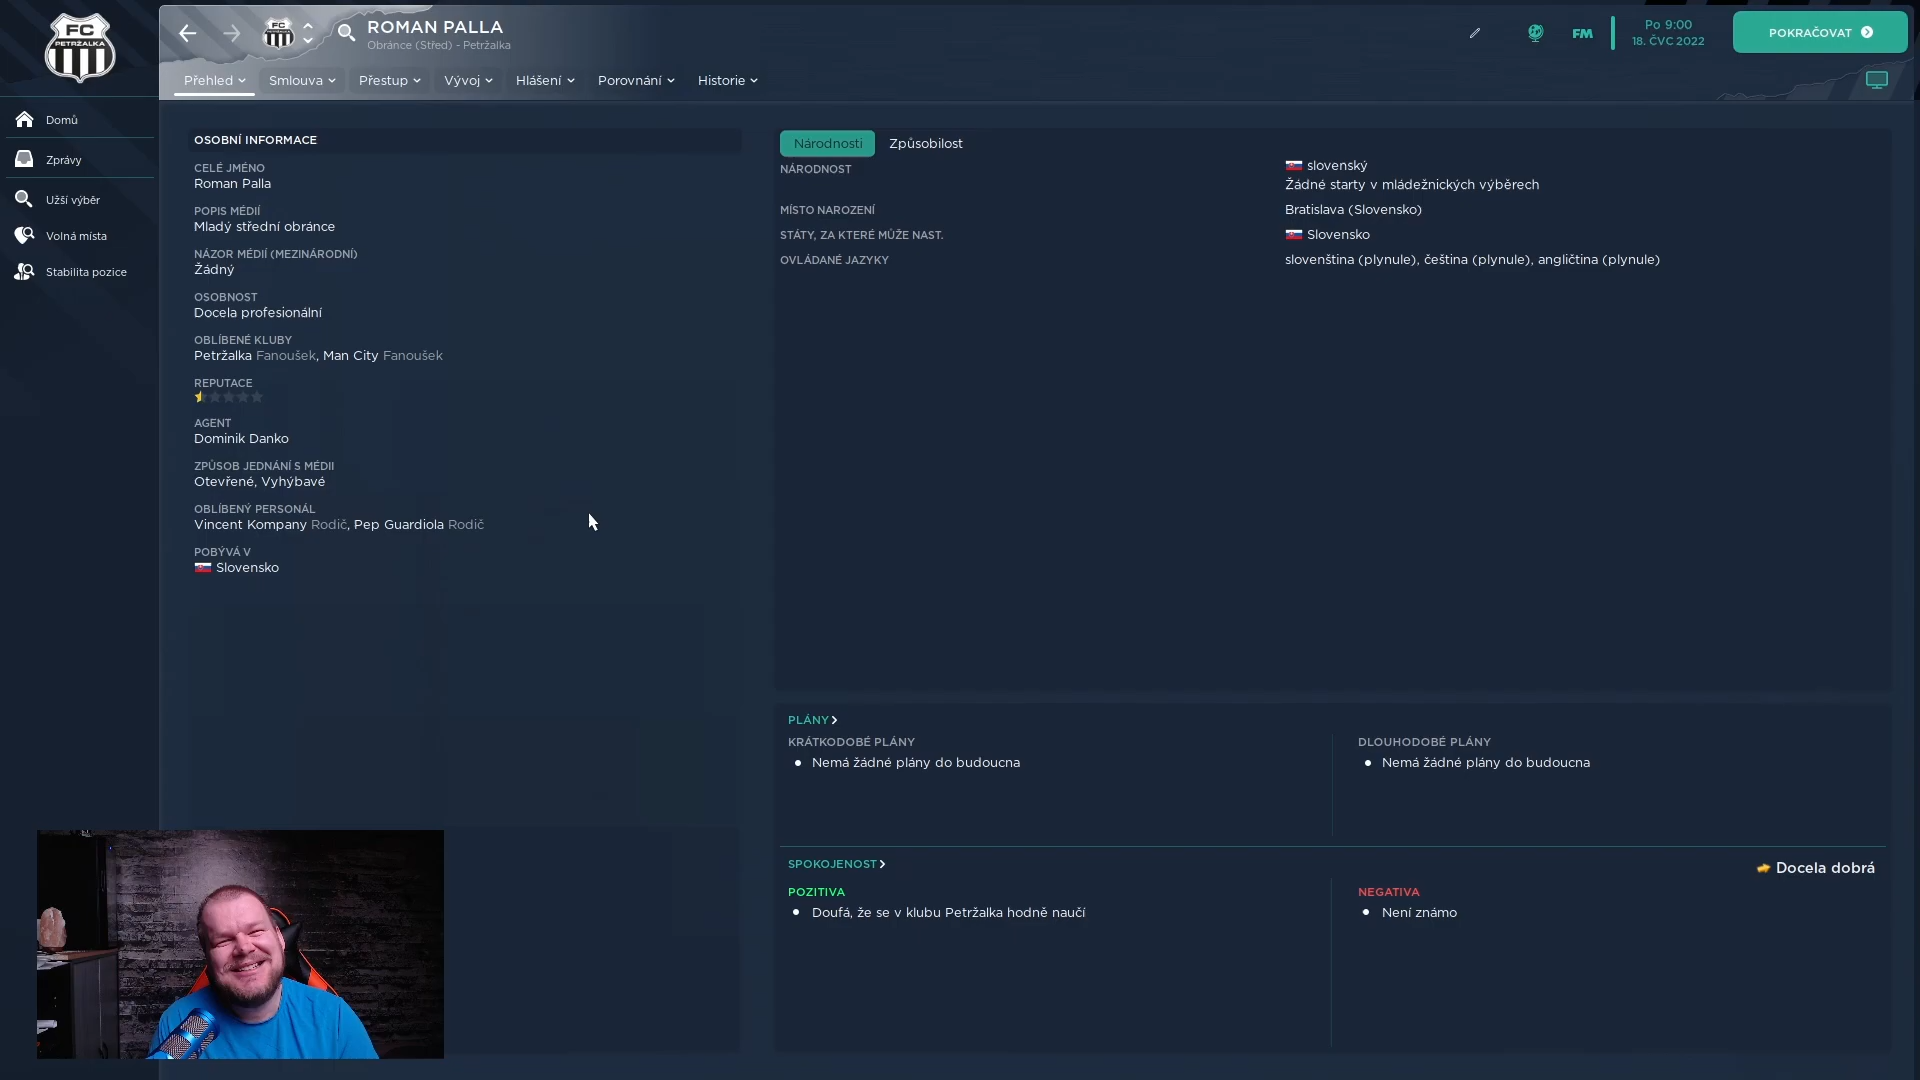 FC
PETRŽALKA
FC
ROMAN PALLA
Obránce (Střed) - Petržalka
FM
Po 9:00
18. ČVC 2022
POKRAČOVAT
Přehled
Smlouva
Přestup
Vývoj
Hlášení
Porovnání
Historie
Domů
Zprávy
Užší výběr
Volná místa
Stabilita pozice
OSOBNÍ INFORMACE
CELÉ JMÉNO
Roman Palla
POPIS MÉDIÍ
Mladý střední obránce
NÁZOR MÉDIÍ (MEZINÁRODNÍ)
Žádný
OSOBNOST
Docela profesionální
OBLÍBENÉ KLUBY
Petržalka Fanoušek, Man City Fanoušek
REPUTACE
AGENT
Dominik Danko
ZPŮSOB JEDNÁNÍ S MÉDII
Otevřené, Vyhýbavé
OBLÍBENÝ PERSONÁL
Vincent Kompany Rodič, Pep Guardiola Rodič
POBÝVÁ V
Slovensko
Národnosti
Způsobilost
NÁRODNOST
slovenský
Žádné starty v mládežnických výběrech
MÍSTO NAROZENÍ
Bratislava (Slovensko)
STÁTY, ZA KTERÉ MŮŽE NAST.
Slovensko
OVLÁDANÉ JAZYKY
slovenština (plynule), čeština (plynule), angličtina (plynule)
PLÁNY
KRÁTKODOBÉ PLÁNY
Nemá žádné plány do budoucna
DLOUHODOBÉ PLÁNY
Nemá žádné plány do budoucna
SPOKOJENOST
Docela dobrá
POZITIVA
Doufá, že se v klubu Petržalka hodně naučí
NEGATIVA
Není známo